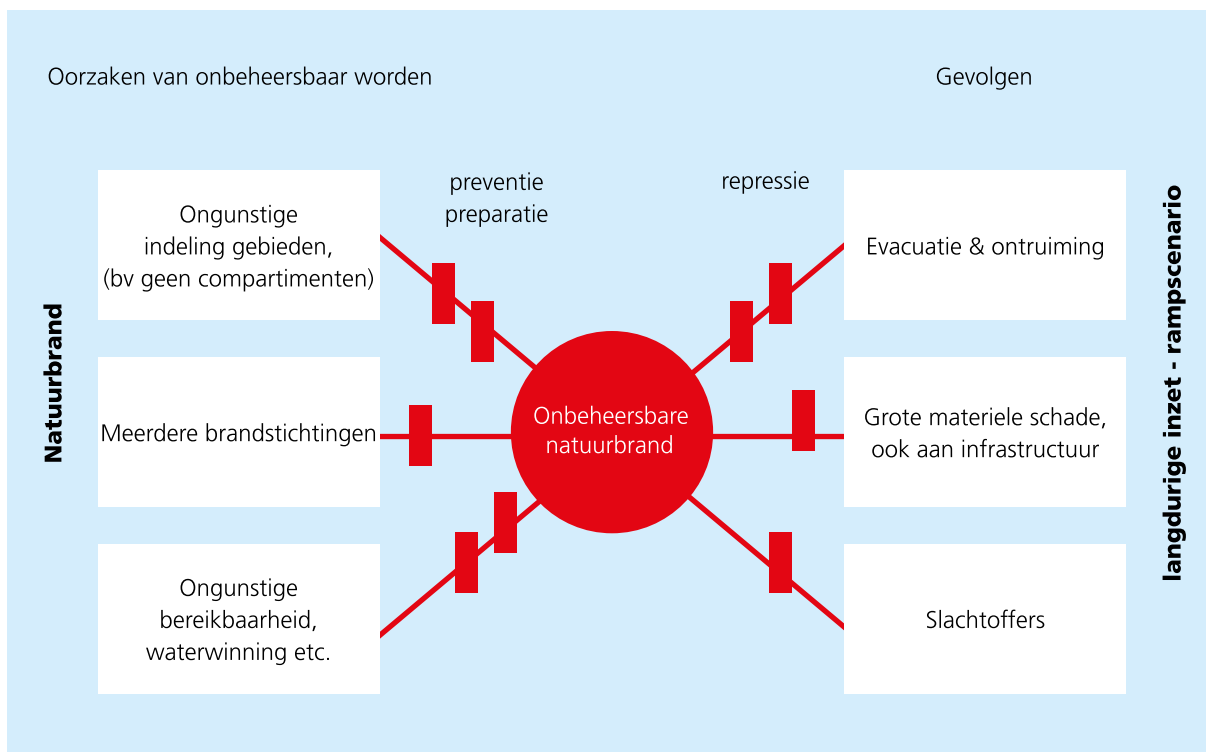 Oorzaken van onbeheersbaar worden
Gevolgen
preventie
preparatie
repressie
Natuurbrand
Ongunstige
indeling gebieden,
(bv geen compartimenten)
Meerdere brandstichtingen
Ongunstige
bereikbaarheid,
waterwinning etc.
Onbeheersbare
natuurbrand
Evacuatie & ontruiming
Grote materiele schade,
ook aan infrastructuur
Slachtoffers
langdurige inzet - rampscenario